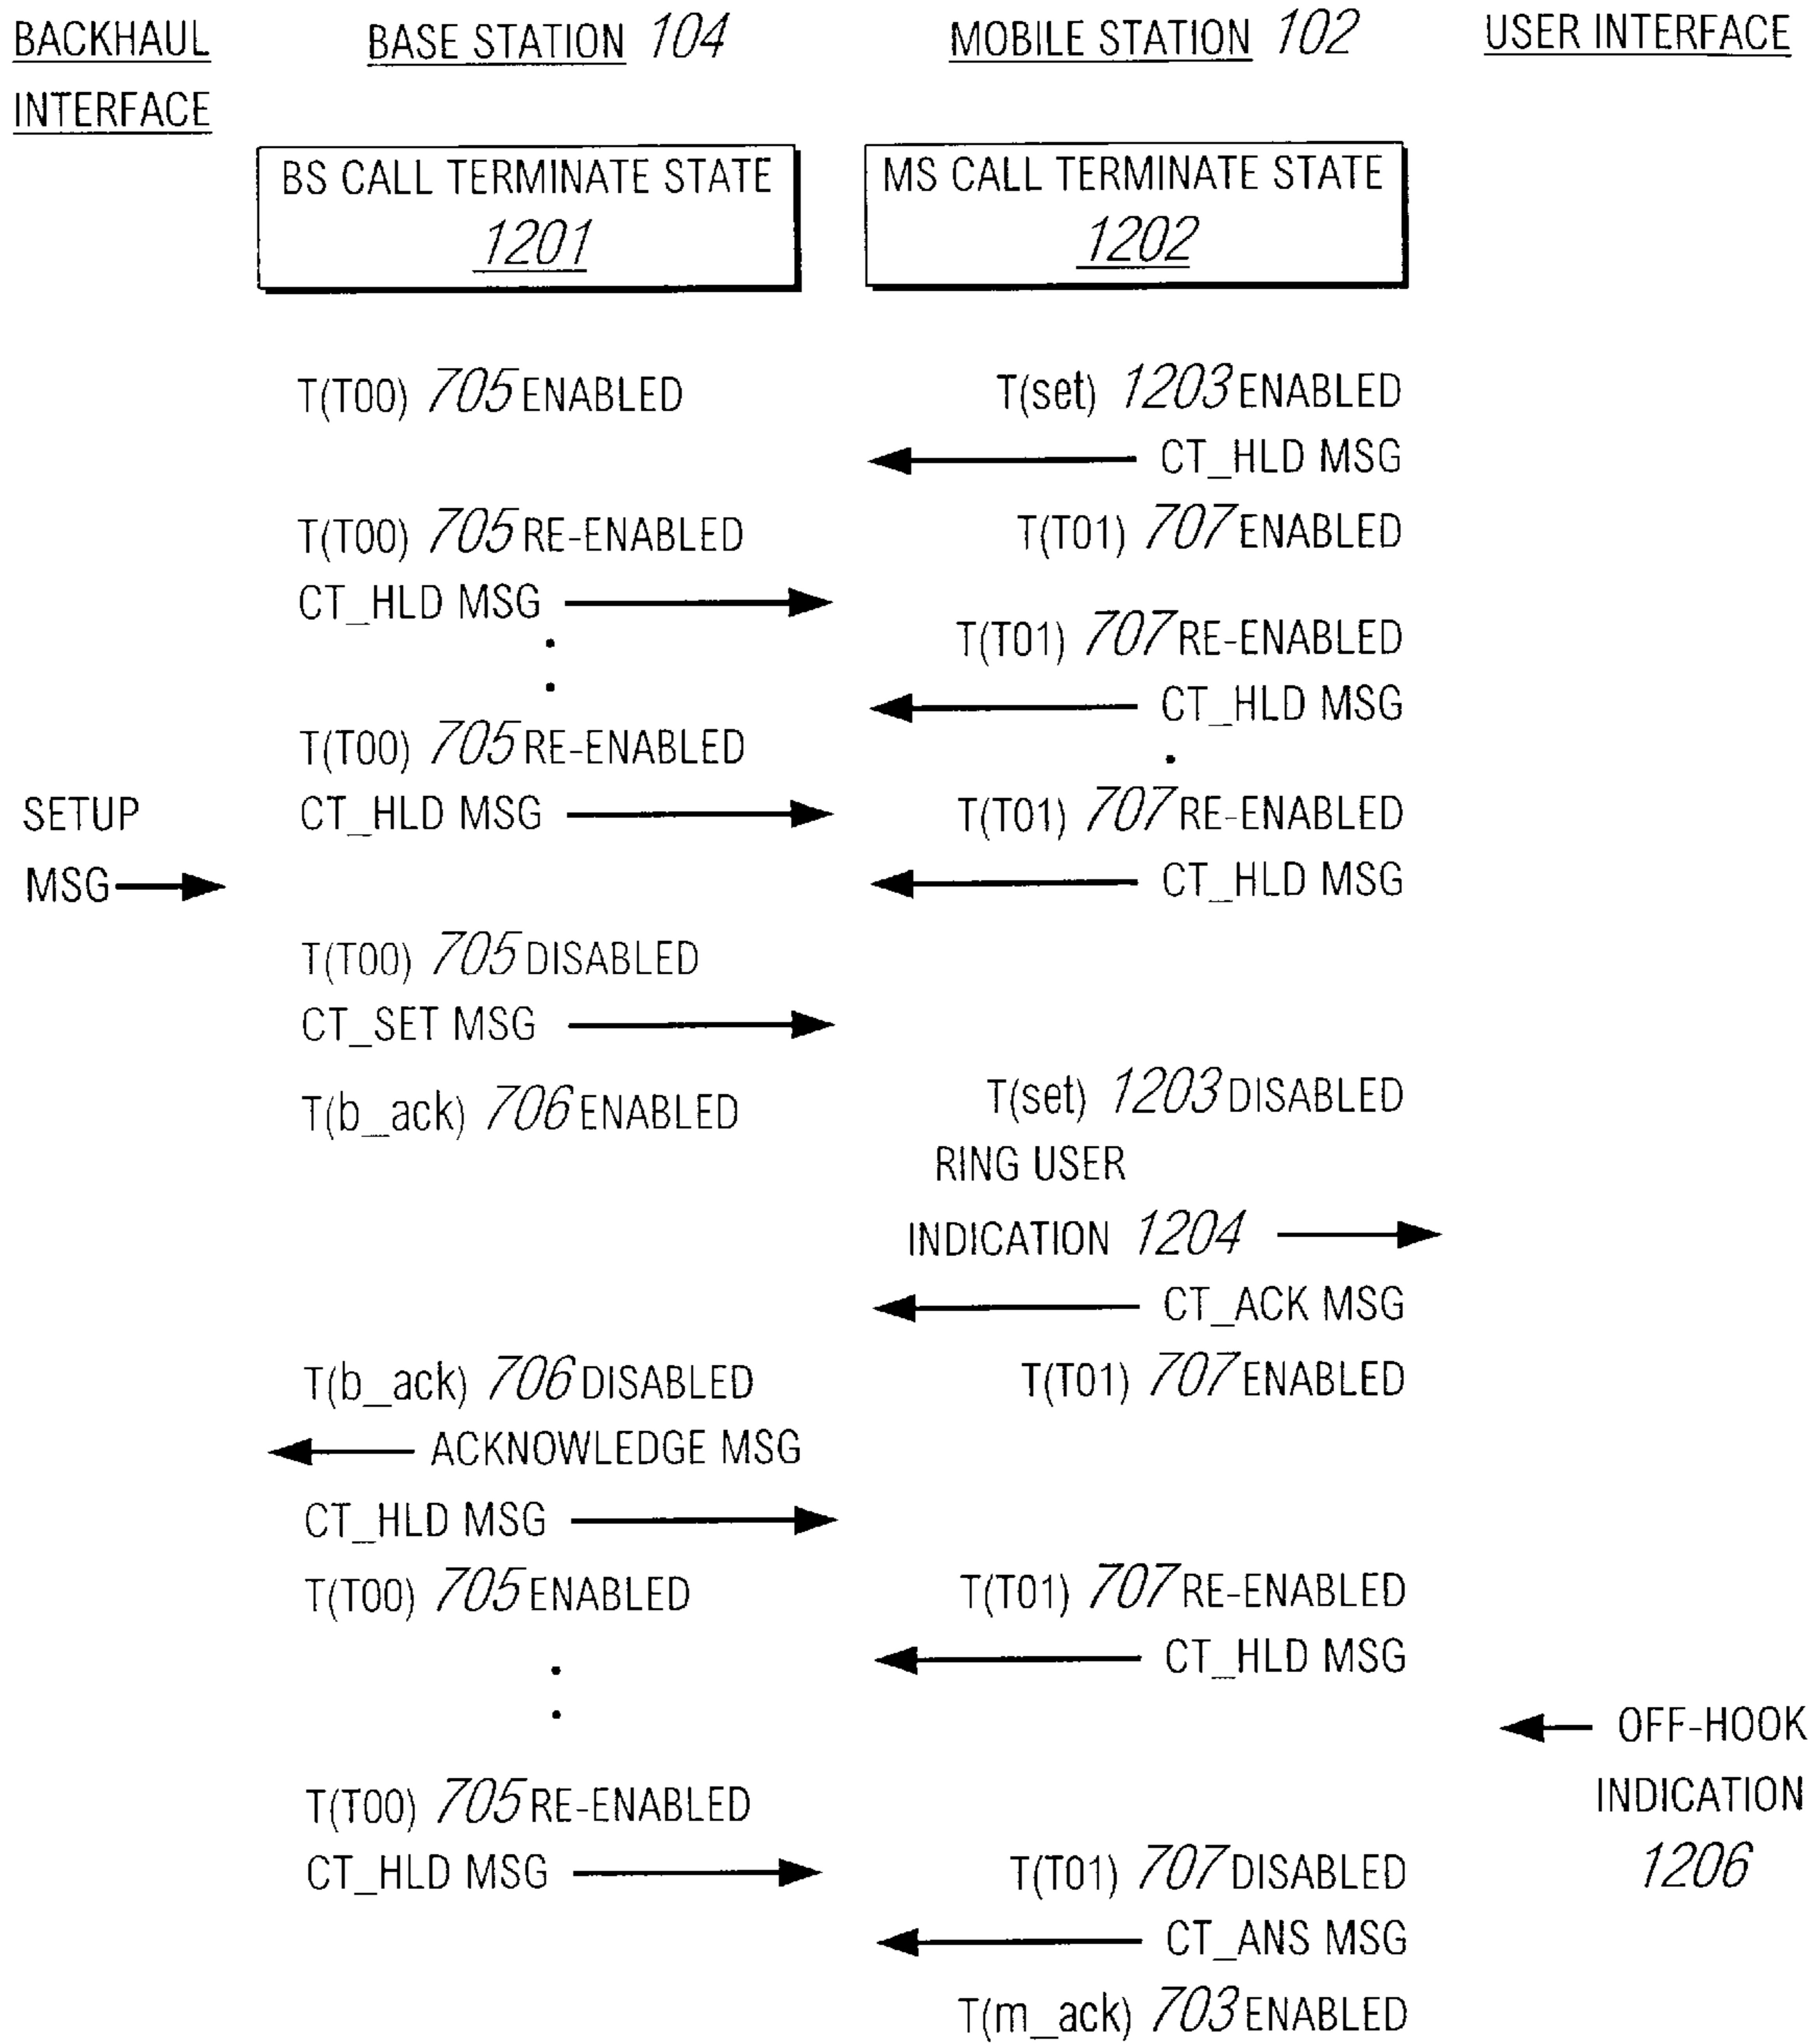 BACKHAUL INTERFACE
BASE STATION 104
MOBILE STATION 102
USER INTERFACE
BS CALL TERMINATE STATE
1201
MS CALL TERMINATE STATE
1202
T(T00) 705 ENABLED
T(set) 1203 ENABLED
CT_HLD MSG
T(T00) 705 RE-ENABLED
T(T01) 707 ENABLED
CT_HLD MSG
T(T01) 707 RE-ENABLED
CT_HLD MSG
T(T00) 705 RE-ENABLED
SETUP
CT_HLD MSG
T(T01) 707 RE-ENABLED
MSG
CT_HLD MSG
T(T00) 705 DISABLED
CT_SET MSG
T(b_ack) 706 ENABLED
T(set) 1203 DISABLED
RING USER
INDICATION 1204
CT_ACK MSG
T(b_ack) 706 DISABLED
T(T01) 707 ENABLED
ACKNOWLEDGE MSG
CT_HLD MSG
T(T00) 705 ENABLED
T(T01) 707 RE-ENABLED
CT_HLD MSG
OFF-HOOK
INDICATION
1206
T(T00) 705 RE-ENABLED
CT_HLD MSG
T(T01) 707 DISABLED
CT_ANS MSG
T(m_ack) 703 ENABLED